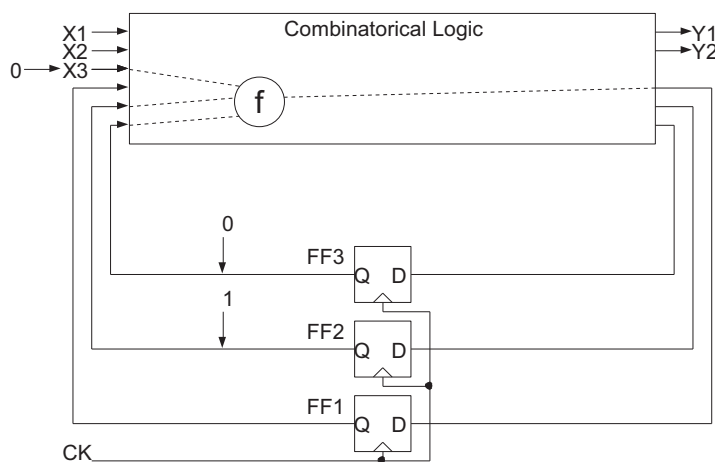 Combinatorical Logic
X1
X2
0 X3
Y1
Y2
f
0
FF3
Q D
1
FF2
Q D
FF1
Q D
CK